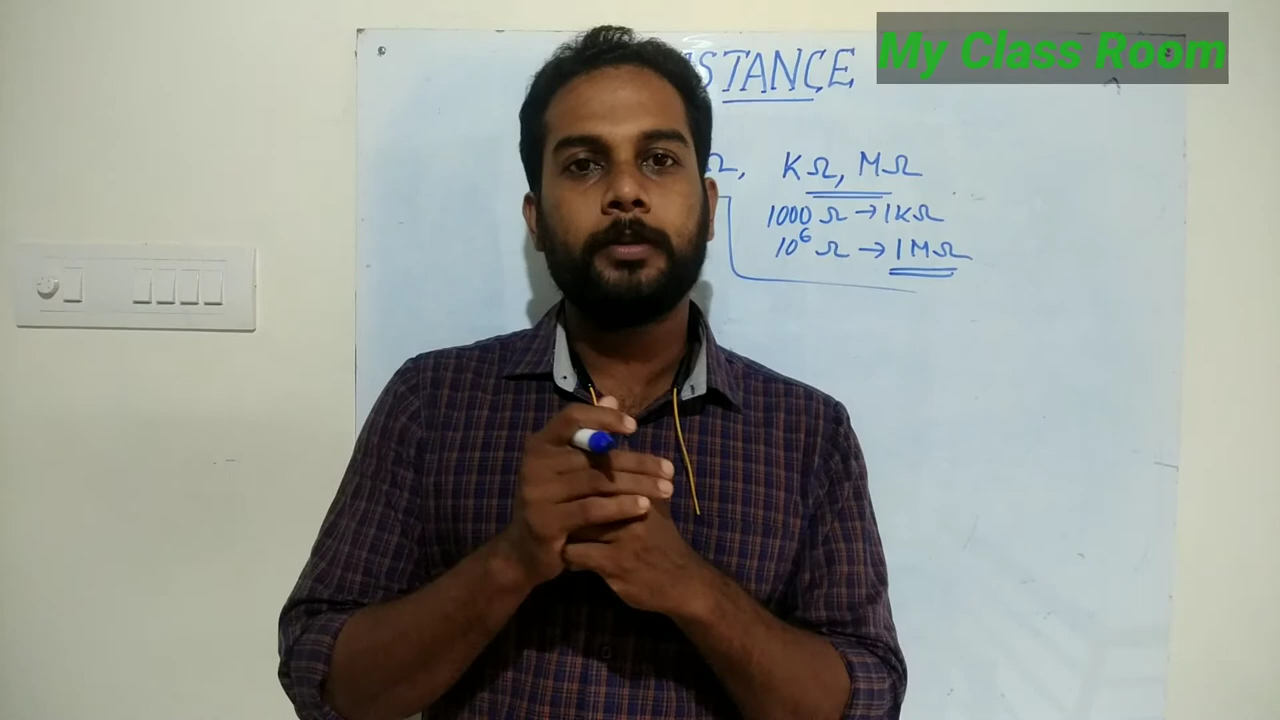 STANCE
My Class Room
Ω, KΩ, MΩ
1000 Ω → 1KΩ
10⁶ Ω → 1MΩ